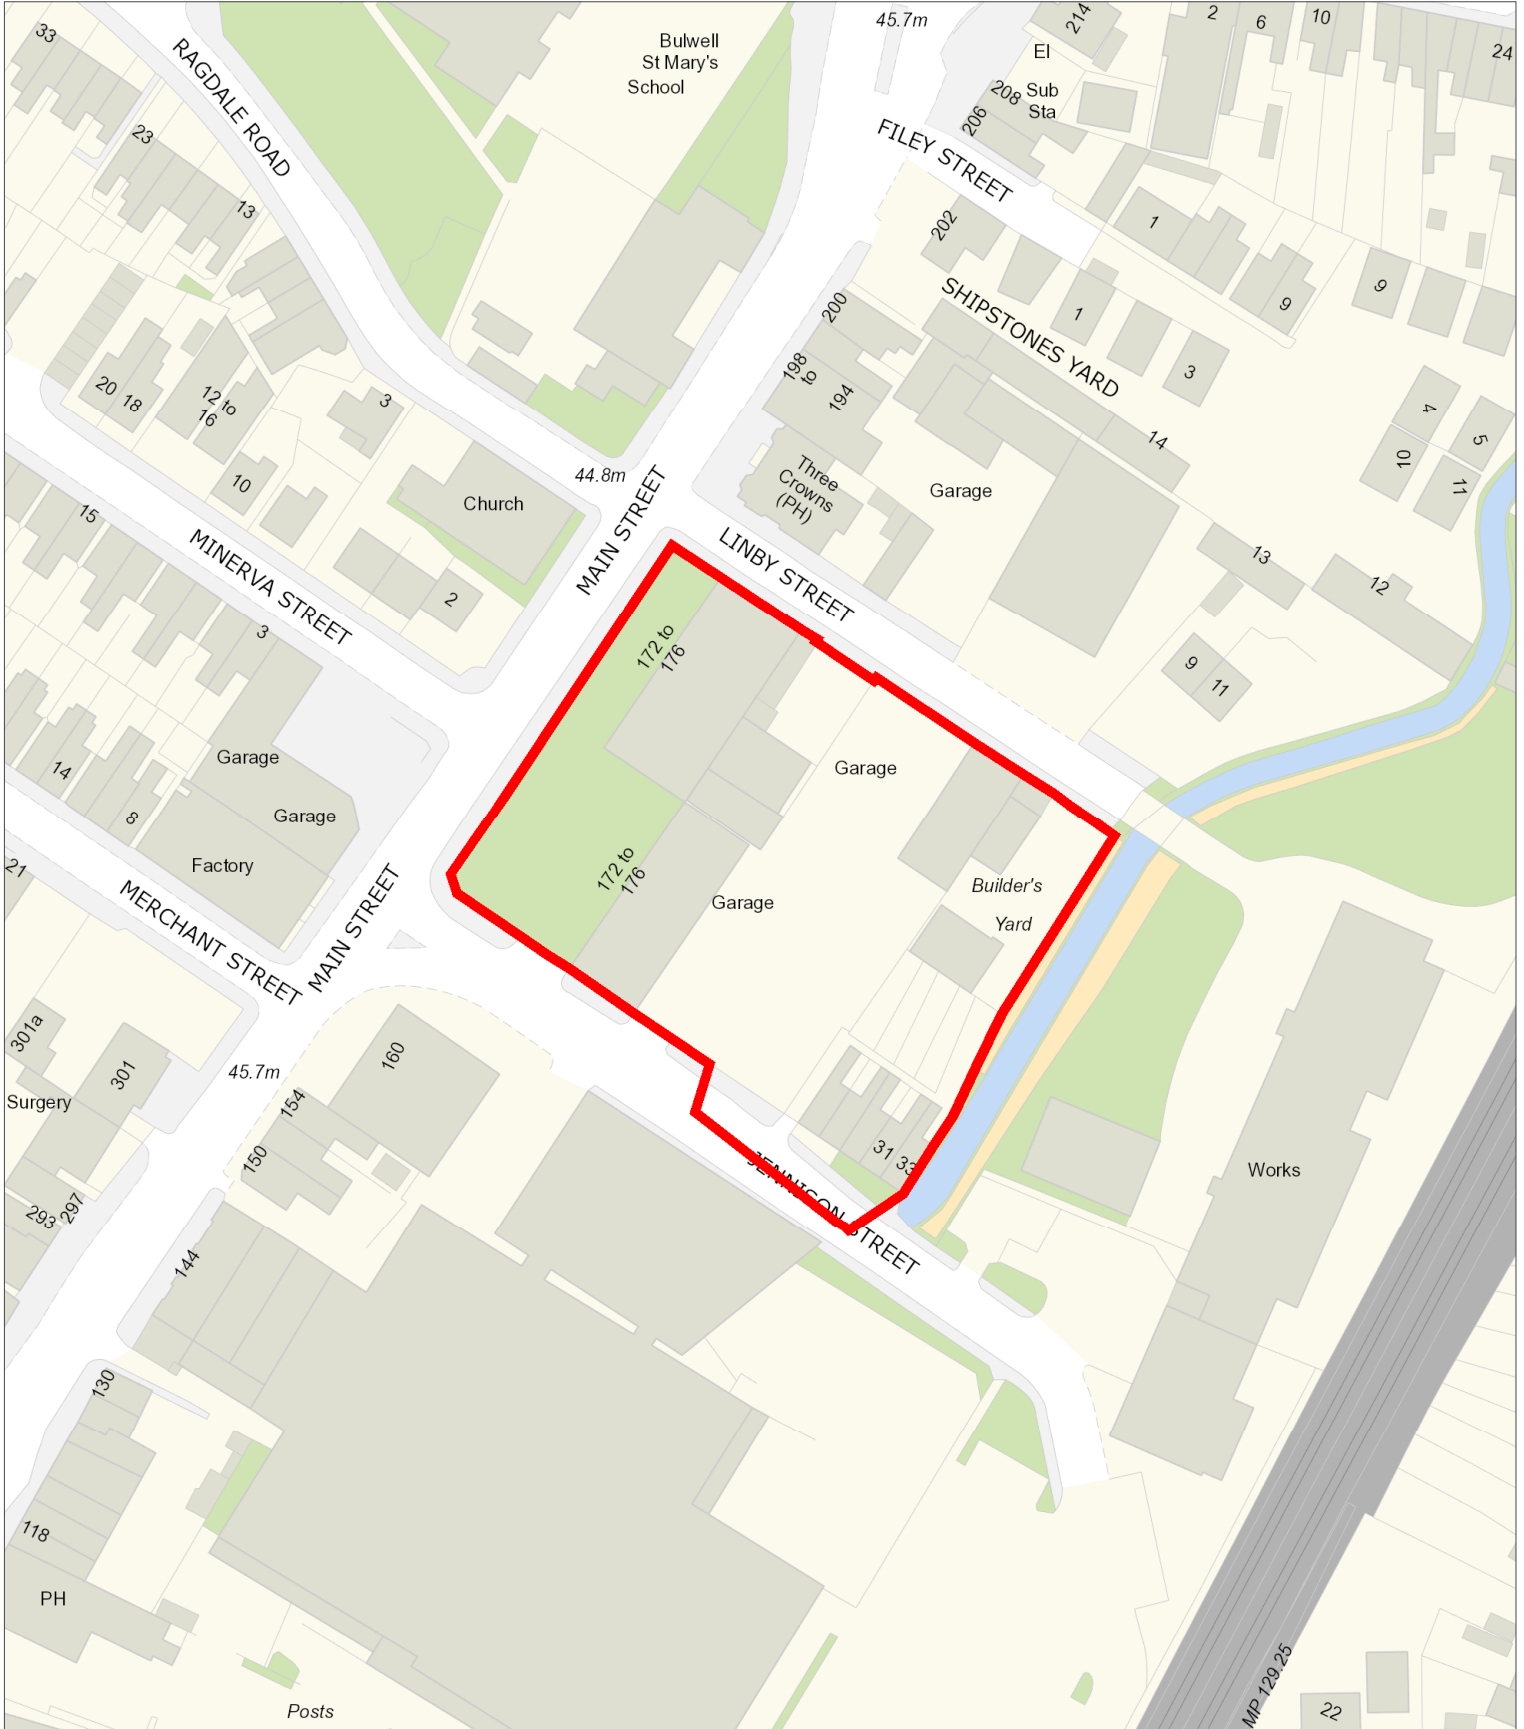 45.7m
214
2
6
10
24
33
RAGDALE ROAD
Bulwell
St Mary's
School
El
Sub
Sta
208
206
FILEY STREET
23
13
202
1
9
9
SHIPSTONES YARD
200
1
3
198
to
194
20
18
12 to
16
3
14
4
5
10
11
10
44.8m
Church
MAIN STREET
Three
Crowns
(PH)
Garage
15
MINERVA STREET
LINBY STREET
13
12
2
3
172 to
176
9
11
Garage
14
Garage
Garage
8
Factory
21
172 to
176
Garage
Builder's
Yard
MERCHANT STREET
MAIN STREET
301a
301
45.7m
160
Surgery
154
150
31
33
JENNISON STREET
Works
293
297
144
130
118
PH
Posts
MP 129.25
22